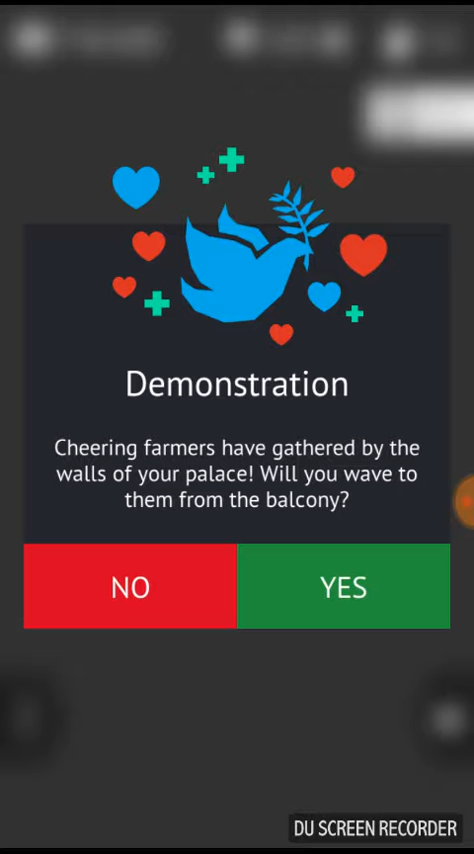 Demonstration
Cheering farmers have gathered by the
walls of your palace! Will you wave to
them from the balcony?
NO
YES
DU SCREEN RECORDER